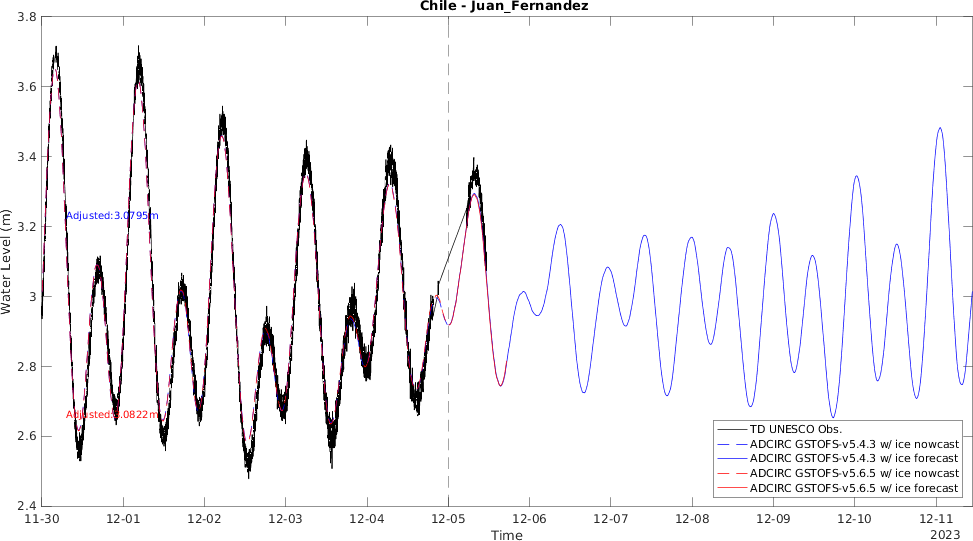 Chile - Juan_Fernandez
3.8
3.6
3.4
3.2
3
2.8
2.6
2.4
Water Level (m)
Adjusted:3.0795m
Adjusted:3.0822m
TD UNESCO Obs.
ADCIRC GSTOFS-v5.4.3 w/ ice nowcast
ADCIRC GSTOFS-v5.4.3 w/ ice forecast
ADCIRC GSTOFS-v5.6.5 w/ ice nowcast
ADCIRC GSTOFS-v5.6.5 w/ ice forecast
11-30 12-01 12-02 12-03 12-04 12-05 12-06 12-07 12-08 12-09 12-10 12-11
Time 2023